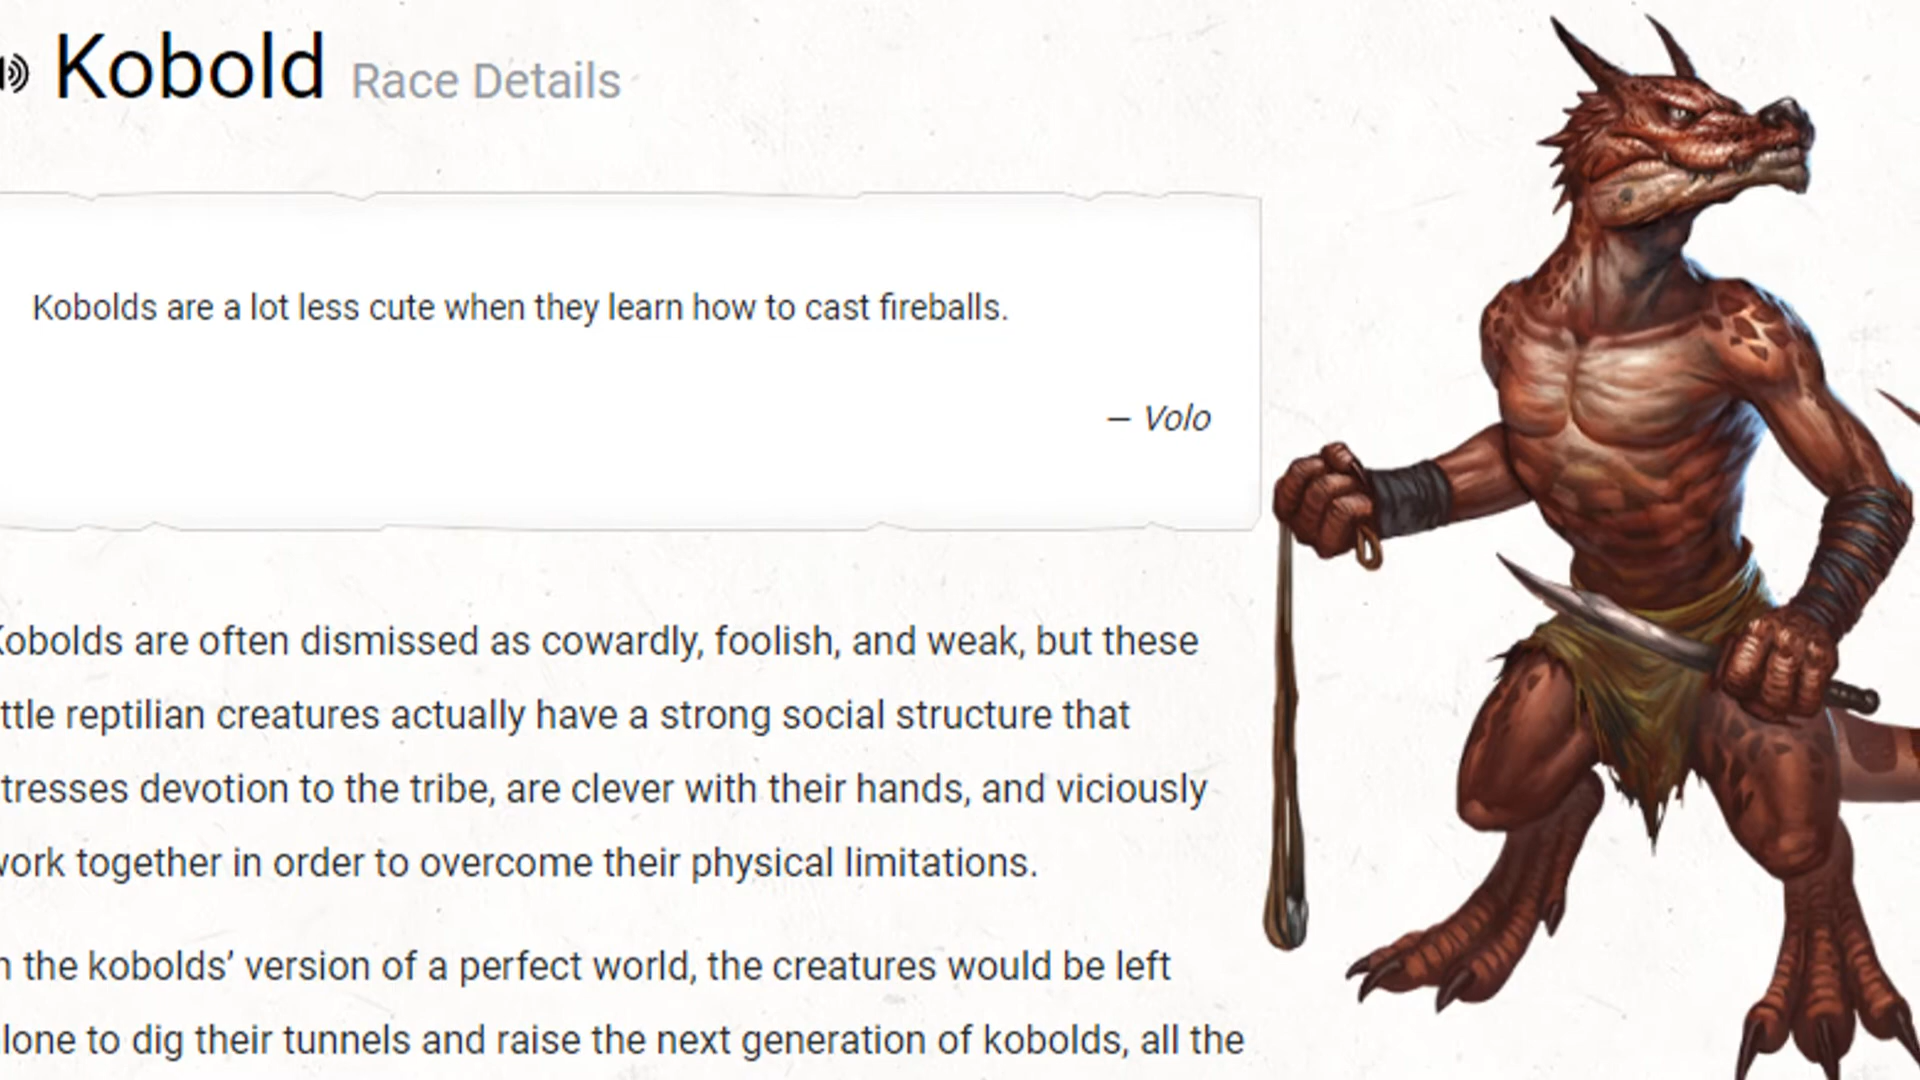 Kobold Race Details
Kobolds are a lot less cute when they learn how to cast fireballs.
– Volo
Kobolds are often dismissed as cowardly, foolish, and weak, but these
ttle reptilian creatures actually have a strong social structure that
tresses devotion to the tribe, are clever with their hands, and viciously
work together in order to overcome their physical limitations.
n the kobolds’ version of a perfect world, the creatures would be left
lone to dig their tunnels and raise the next generation of kobolds, all the